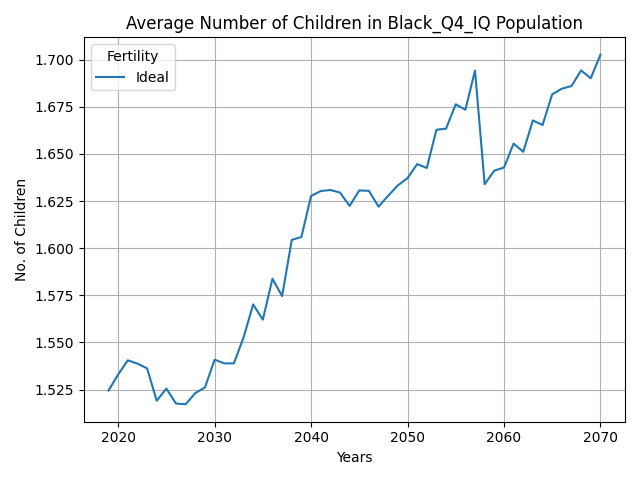 Average Number of Children in Black_Q4_IQ Population
Fertility
Ideal
No. of Children
1.700
1.675
1.650
1.625
1.600
1.575
1.550
1.525
2020 2030 2040 2050 2060 2070
Years